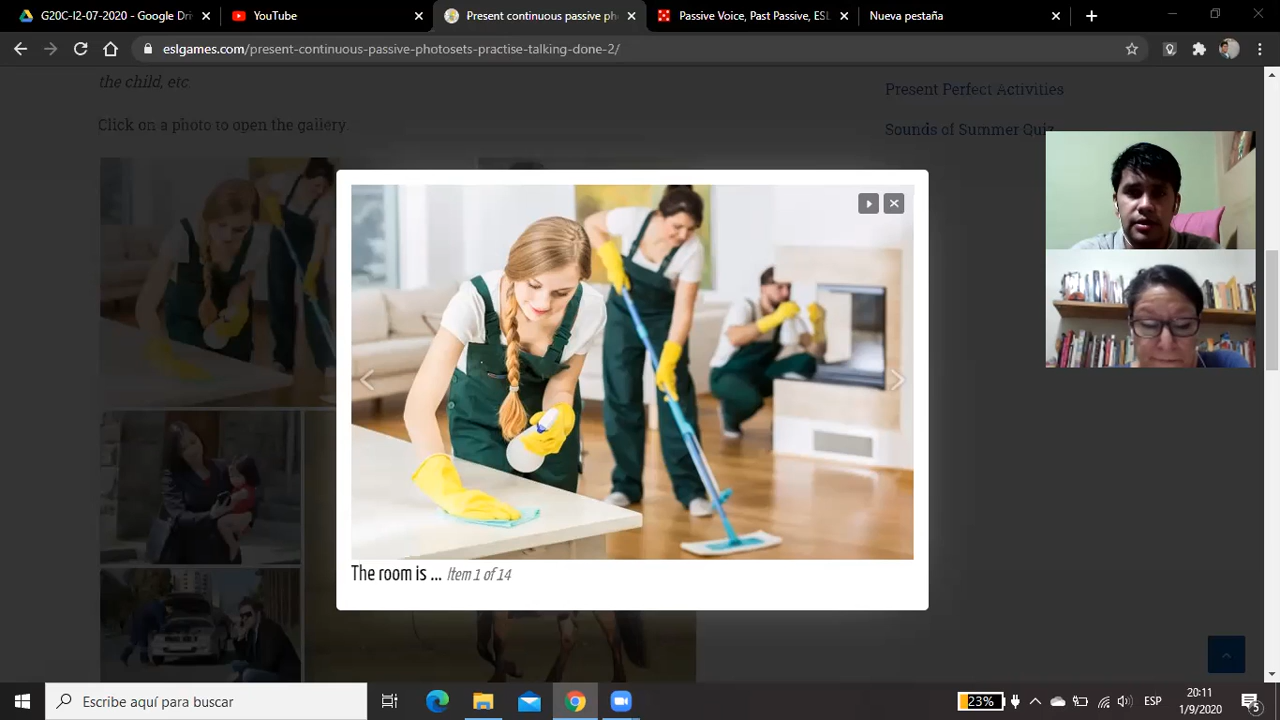 G20C-I2-07-2020 - Google Dri
YouTube
Present continuous passive ph
Passive Voice, Past Passive, ESL
Nueva pestaña
eslgames.com/present-continuous-passive-photosets-practise-talking-done-2/
the child, etc.
Present Perfect Activities
Click on a photo to open the gallery
Sounds of Summer Quiz
The room is ... Item 1 of 14
Escribe aquí para buscar
23%
ESP
20:11
1/9/2020
5